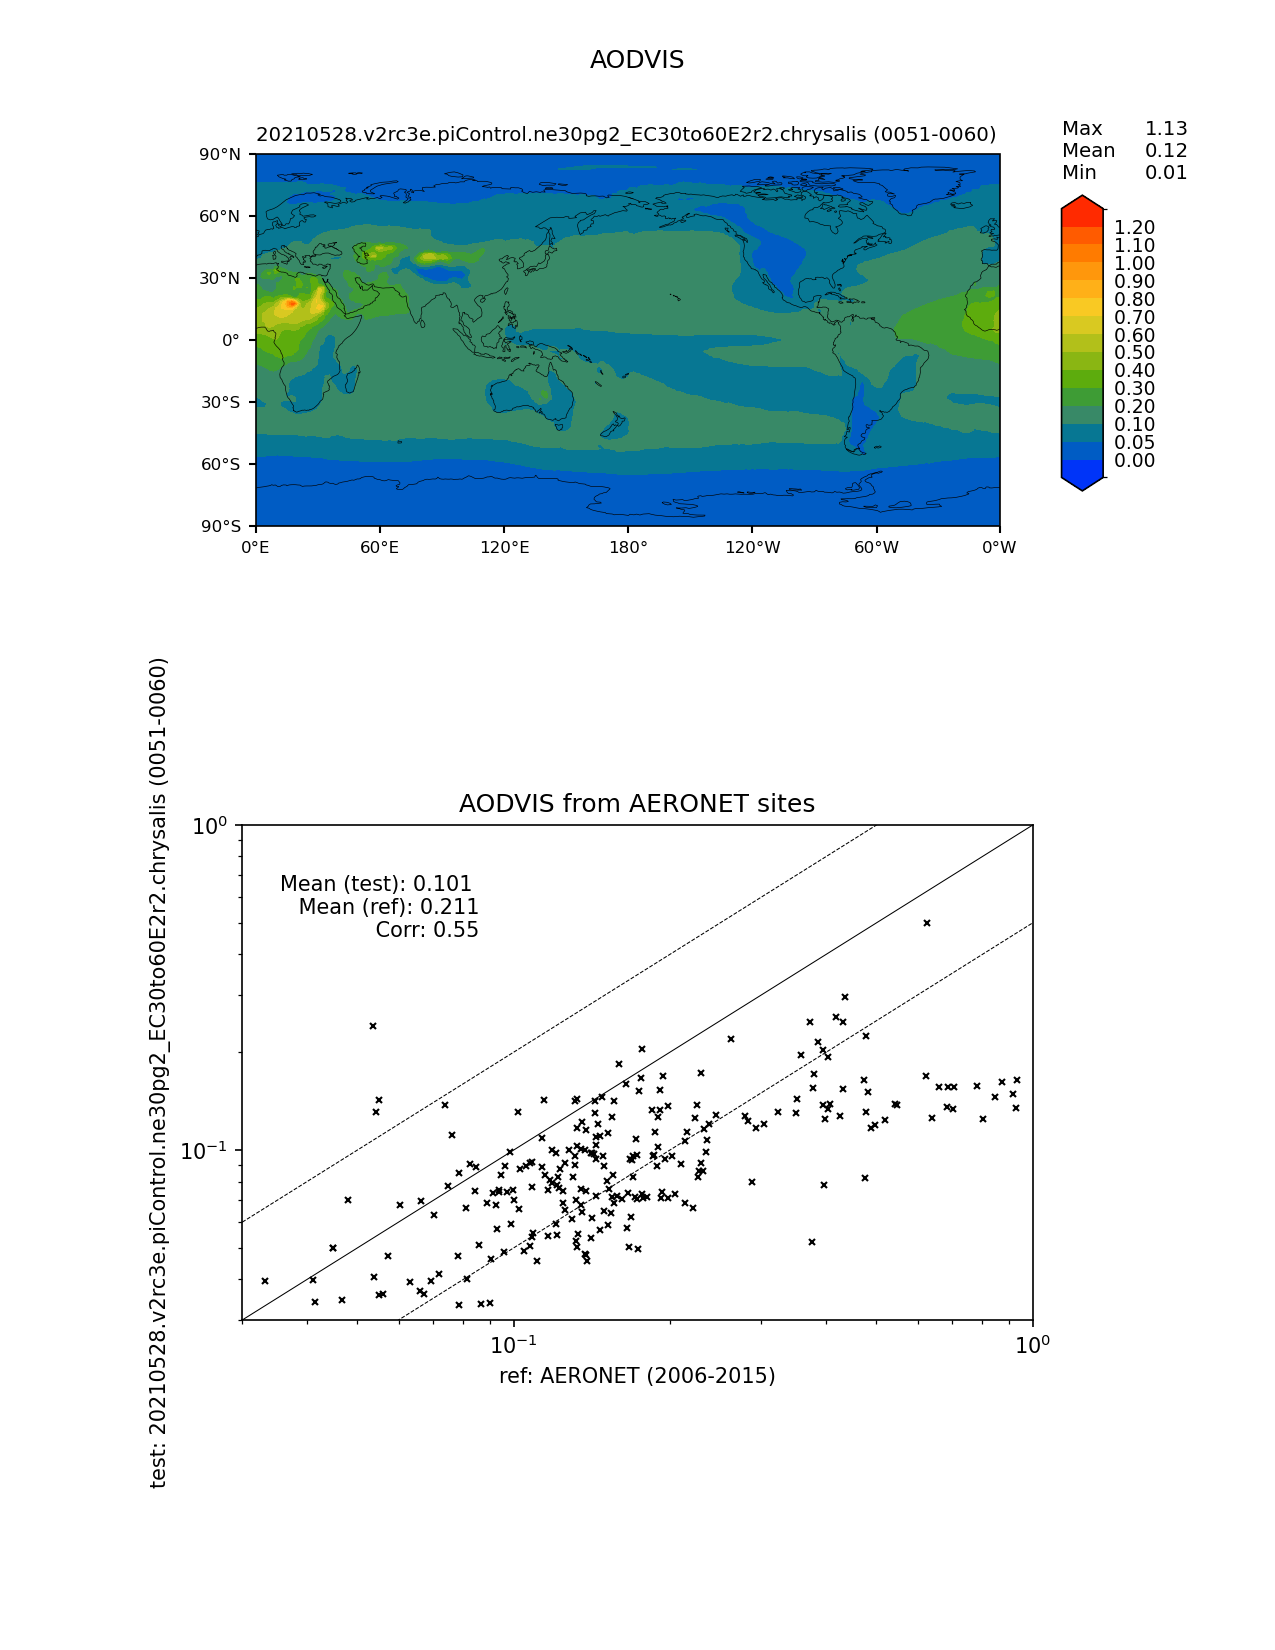 AODVIS
20210528.v2rc3e.piControl.ne30pg2_EC30to60E2r2.chrysalis (0051-0060)
Max 1.13
Mean 0.12
Min 0.01
90°N
60°N
30°N
0°
30°S
60°S
90°S
0°E 60°E 120°E 180° 120°W 60°W 0°W
1.20
1.10
1.00
0.90
0.80
0.70
0.60
0.50
0.40
0.30
0.20
0.10
0.05
0.00
AODVIS from AERONET sites
test: 20210528.v2rc3e.piControl.ne30pg2_EC30to60E2r2.chrysalis (0051-0060)
10⁰
10⁻¹
Mean (test): 0.101
Mean (ref): 0.211
Corr: 0.55
10⁻¹ 10⁰
ref: AERONET (2006-2015)